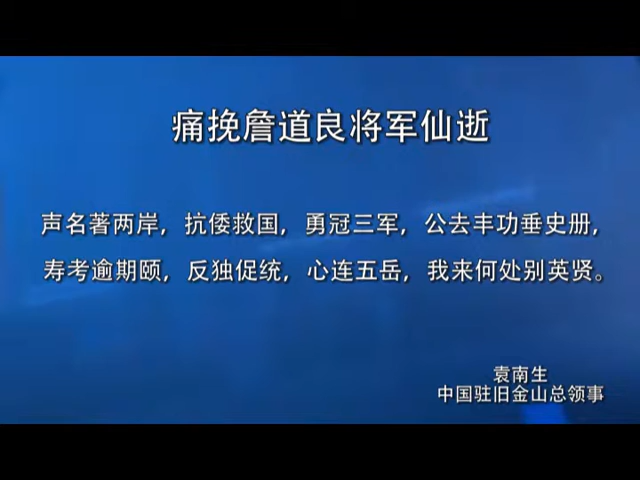 痛挽詹道良将军仙逝
声名著两岸，抗倭救国，勇冠三军，公去丰功垂史册，
寿考逾期颐，反独促统，心连五岳，我来何处别英贤。
袁南生
中国驻旧金山总领事